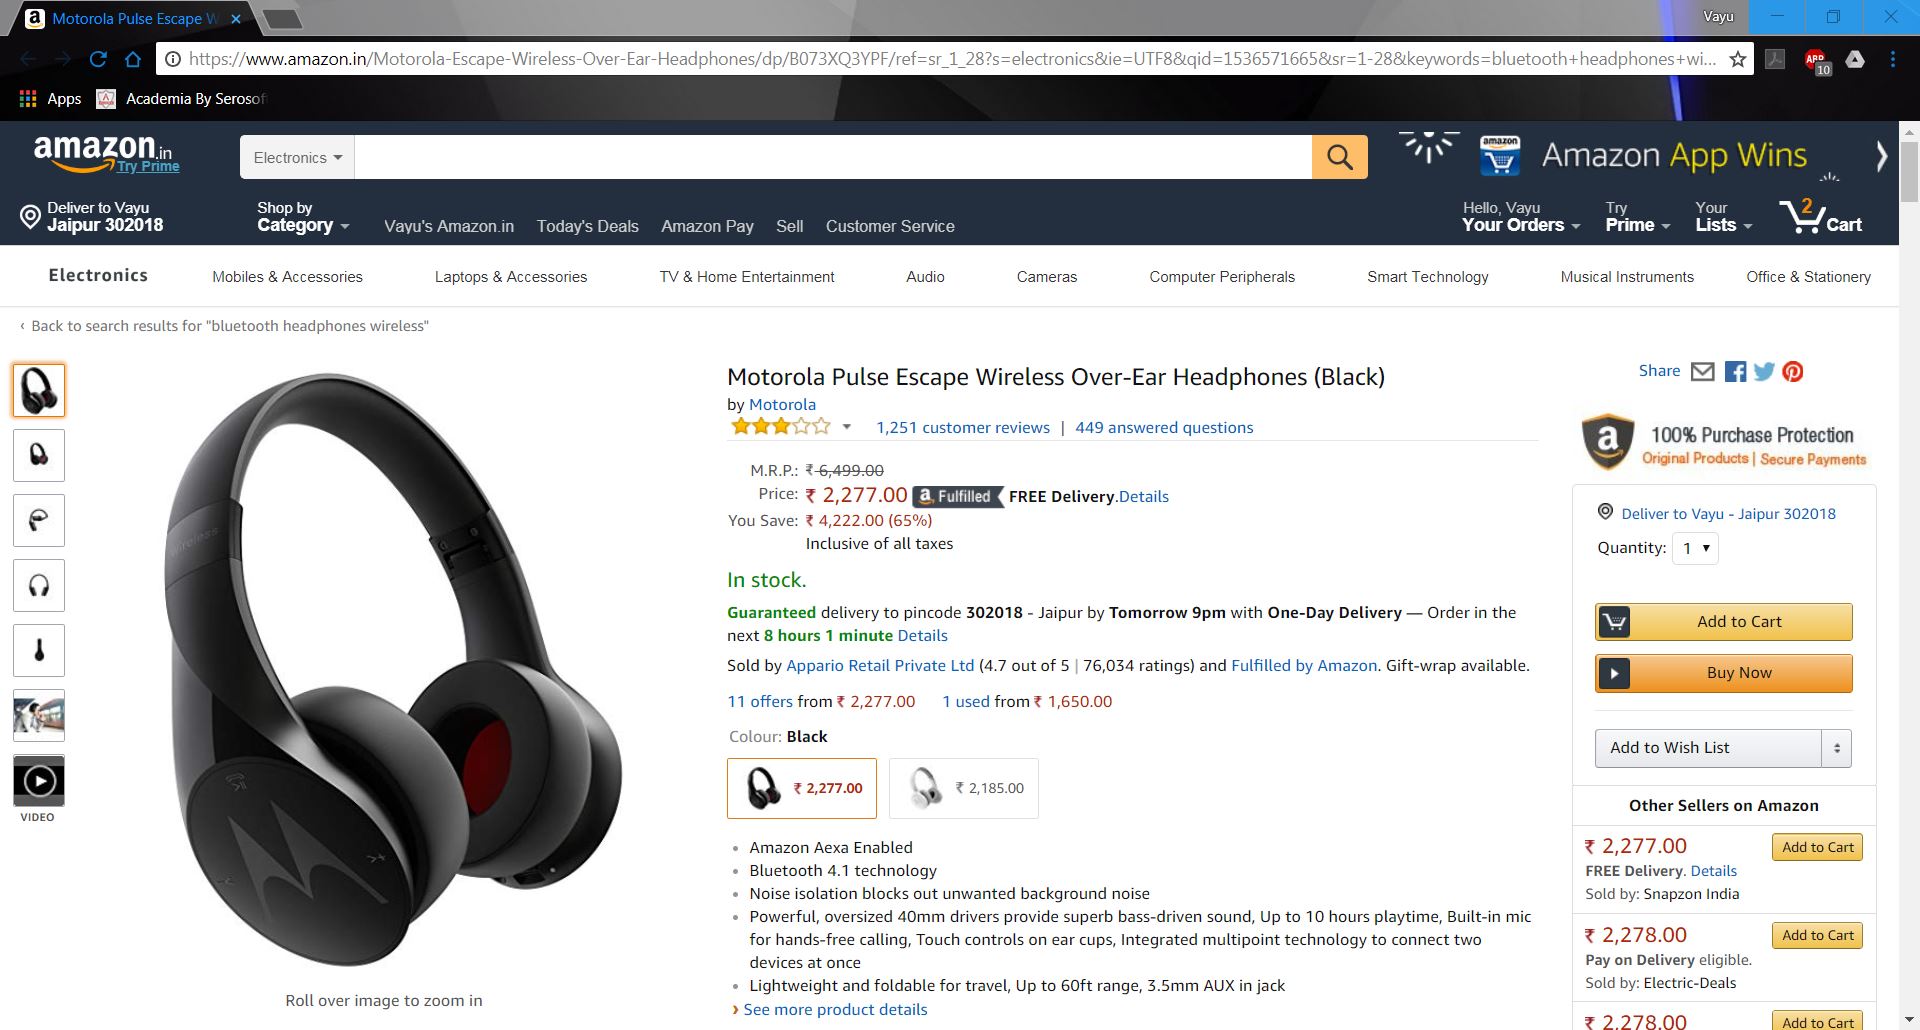 Motorola Pulse Escape W
Vayu
https://www.amazon.in/Motorola-Escape-Wireless-Over-Ear-Headphones/dp/B073XQ3YPF/ref=sr_1_28?s=electronics&ie=UTF8&qid=1536571665&sr=1-28&keywords=bluetooth+headphones+wi...
ABP
10
Apps
Academia By Serosof
amazon.in
Try Prime
Electronics
amazon
Amazon App Wins
Deliver to Vayu
Jaipur 302018
Shop by
Category
Vayu's Amazon.in
Today's Deals
Amazon Pay
Sell
Customer Service
Hello, Vayu
Your Orders
Try
Prime
Your
Lists
2
Cart
Electronics
Mobiles & Accessories
Laptops & Accessories
TV & Home Entertainment
Audio
Cameras
Computer Peripherals
Smart Technology
Musical Instruments
Office & Stationery
‹ Back to search results for "bluetooth headphones wireless"
VIDEO
wireless
Roll over image to zoom in
Motorola Pulse Escape Wireless Over-Ear Headphones (Black)
by Motorola
1,251 customer reviews | 449 answered questions
M.R.P.: ₹ 6,499.00
Price: ₹ 2,277.00 a Fulfilled FREE Delivery.Details
You Save: ₹ 4,222.00 (65%)
Inclusive of all taxes
In stock.
Guaranteed delivery to pincode 302018 - Jaipur by Tomorrow 9pm with One-Day Delivery — Order in the
next 8 hours 1 minute Details
Sold by Appario Retail Private Ltd (4.7 out of 5 | 76,034 ratings) and Fulfilled by Amazon. Gift-wrap available.
11 offers from ₹ 2,277.00 1 used from ₹ 1,650.00
Colour: Black
₹ 2,277.00
₹ 2,185.00
• Amazon Aexa Enabled
• Bluetooth 4.1 technology
• Noise isolation blocks out unwanted background noise
• Powerful, oversized 40mm drivers provide superb bass-driven sound, Up to 10 hours playtime, Built-in mic
for hands-free calling, Touch controls on ear cups, Integrated multipoint technology to connect two
devices at once
• Lightweight and foldable for travel, Up to 60ft range, 3.5mm AUX in jack
› See more product details
Share
a
100% Purchase Protection
Original Products | Secure Payments
Deliver to Vayu - Jaipur 302018
Quantity: 1
Add to Cart
Buy Now
Add to Wish List
Other Sellers on Amazon
₹ 2,277.00
Add to Cart
FREE Delivery. Details
Sold by: Snapzon India
₹ 2,278.00
Add to Cart
Pay on Delivery eligible.
Sold by: Electric-Deals
₹ 2,278.00
Add to Cart